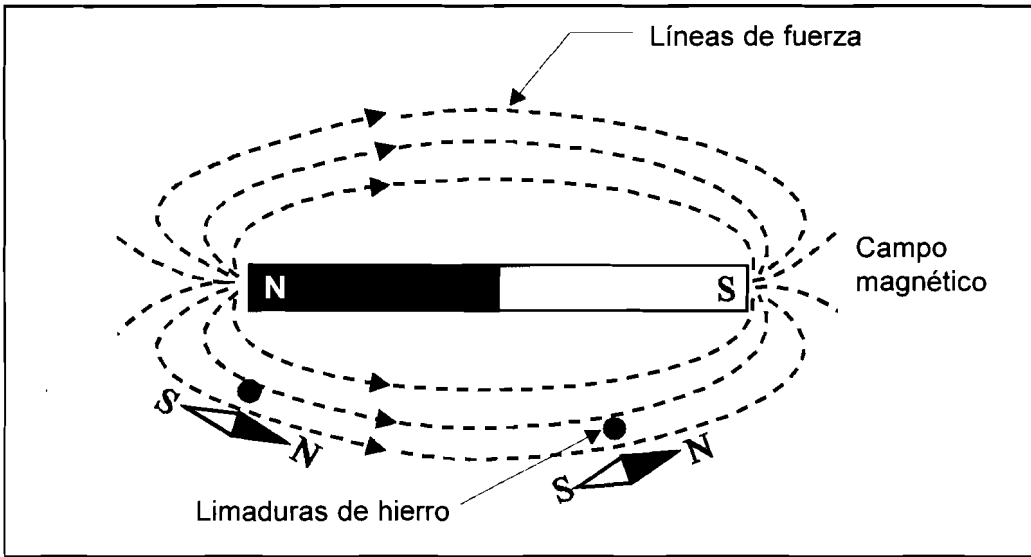 Líneas de fuerza
Campo
magnético
N
S
S
N
S
N
Limaduras de hierro